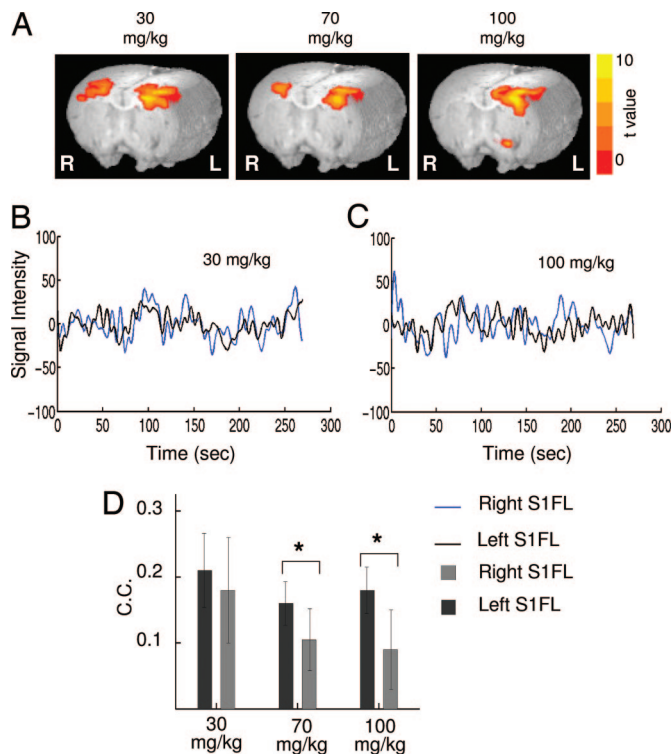 A
30
mg/kg
70
mg/kg
100
mg/kg
R L
R L
R L
10
0
t value
B
30 mg/kg
Signal Intensity
100
50
0
-50
-100
0 50 100 150 200 250 300
Time (sec)
C
100 mg/kg
100
50
0
-50
-100
0 50 100 150 200 250 300
Time (sec)
D
C.C.
0.3
0.2
0.1
*
*
30
mg/kg
70
mg/kg
100
mg/kg
Right S1FL
Left S1FL
Right S1FL
Left S1FL